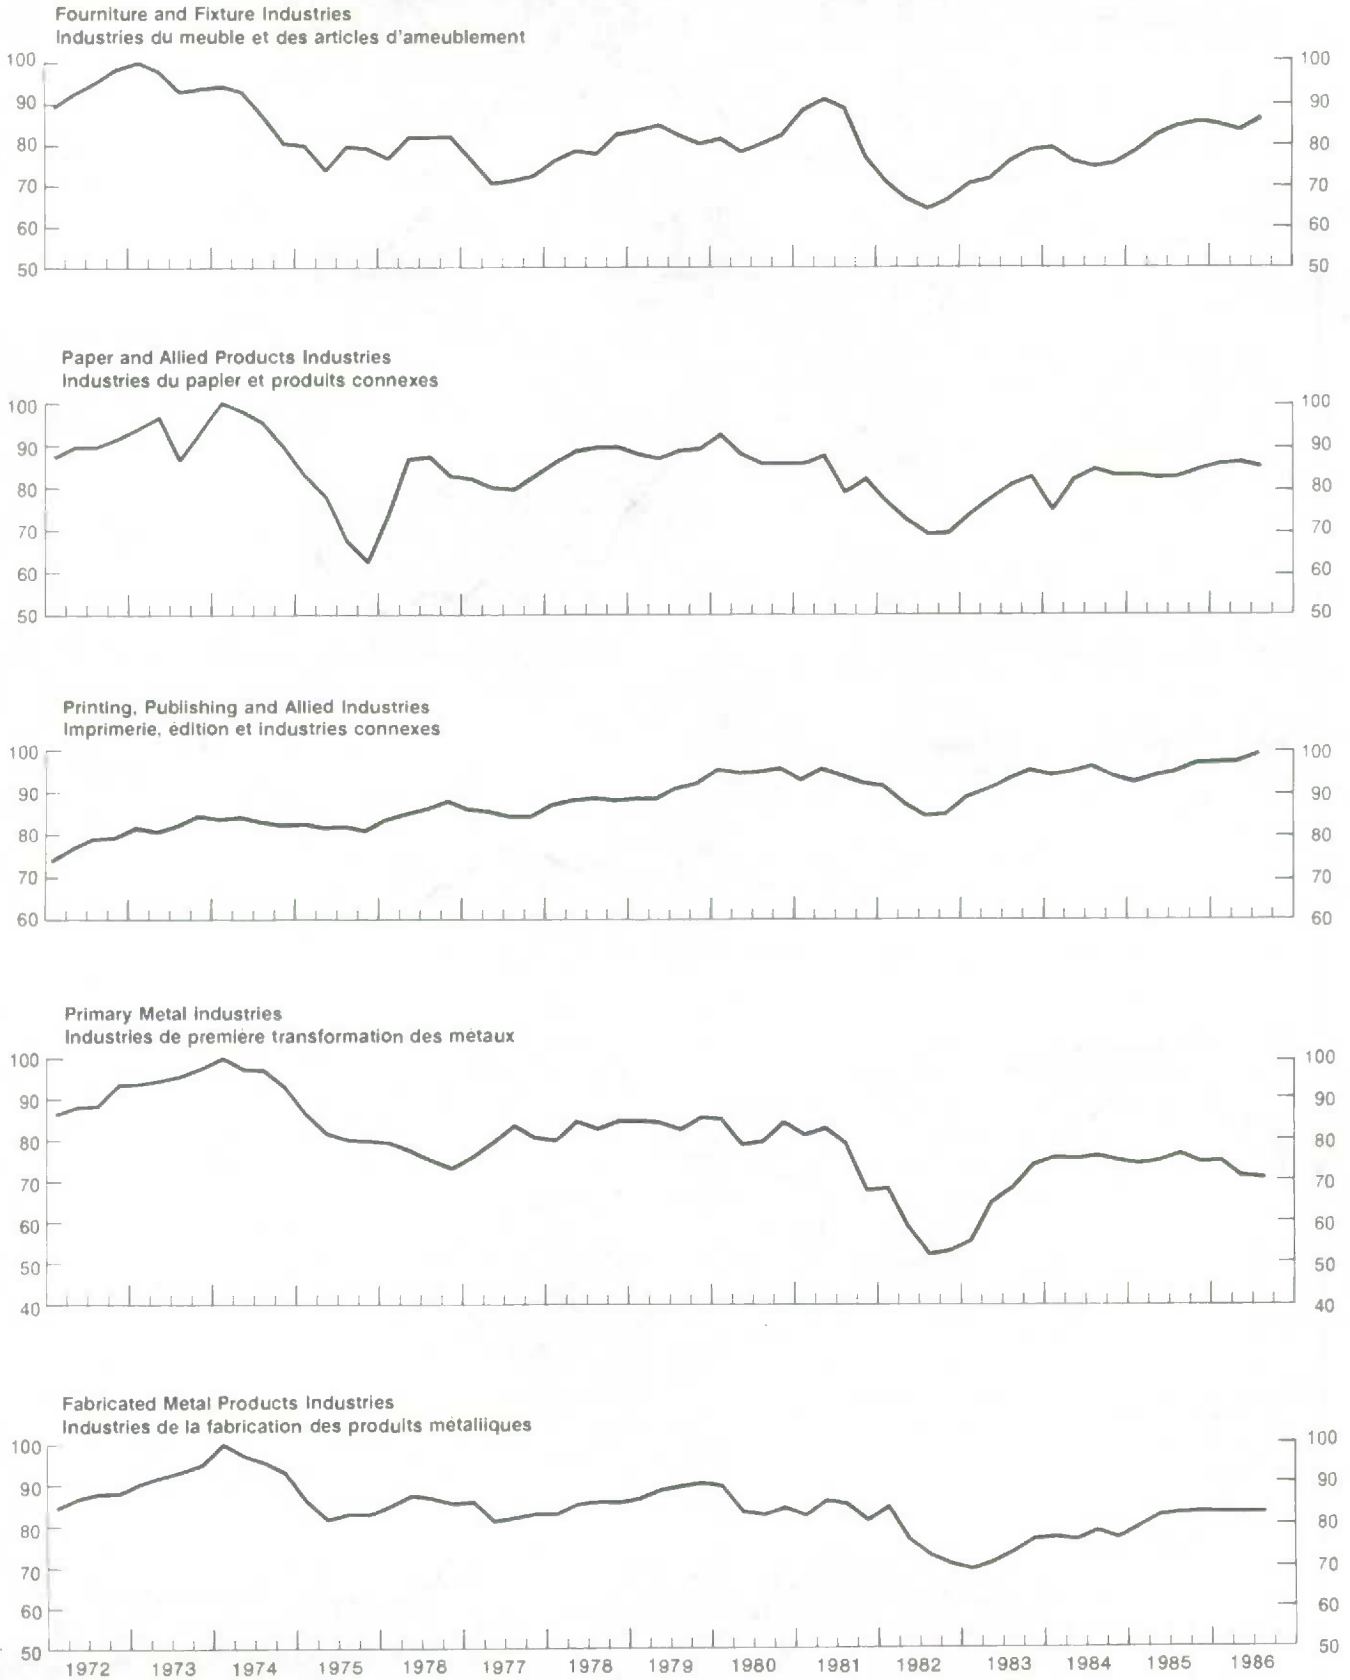 Fourniture and Fixture Industries
Industries du meuble et des articles d'ameublement
100 100
90 90
80 80
70 70
60 60
50 50
Paper and Allied Products Industries
Industries du papier et produits connexes
100 100
90 90
80 80
70 70
60 60
50 50
Printing, Publishing and Allied Industries
Imprimerie, édition et industries connexes
100 100
90 90
80 80
70 70
60 60
Primary Metal Industries
Industries de première transformation des métaux
100 100
90 90
80 80
70 70
60 60
50 50
40 40
Fabricated Metal Products Industries
Industries de la fabrication des produits métalliques
100 100
90 90
80 80
70 70
60 60
50 50
1972 1973 1974 1975 1976 1977 1978 1979 1980 1981 1982 1983 1984 1985 1986